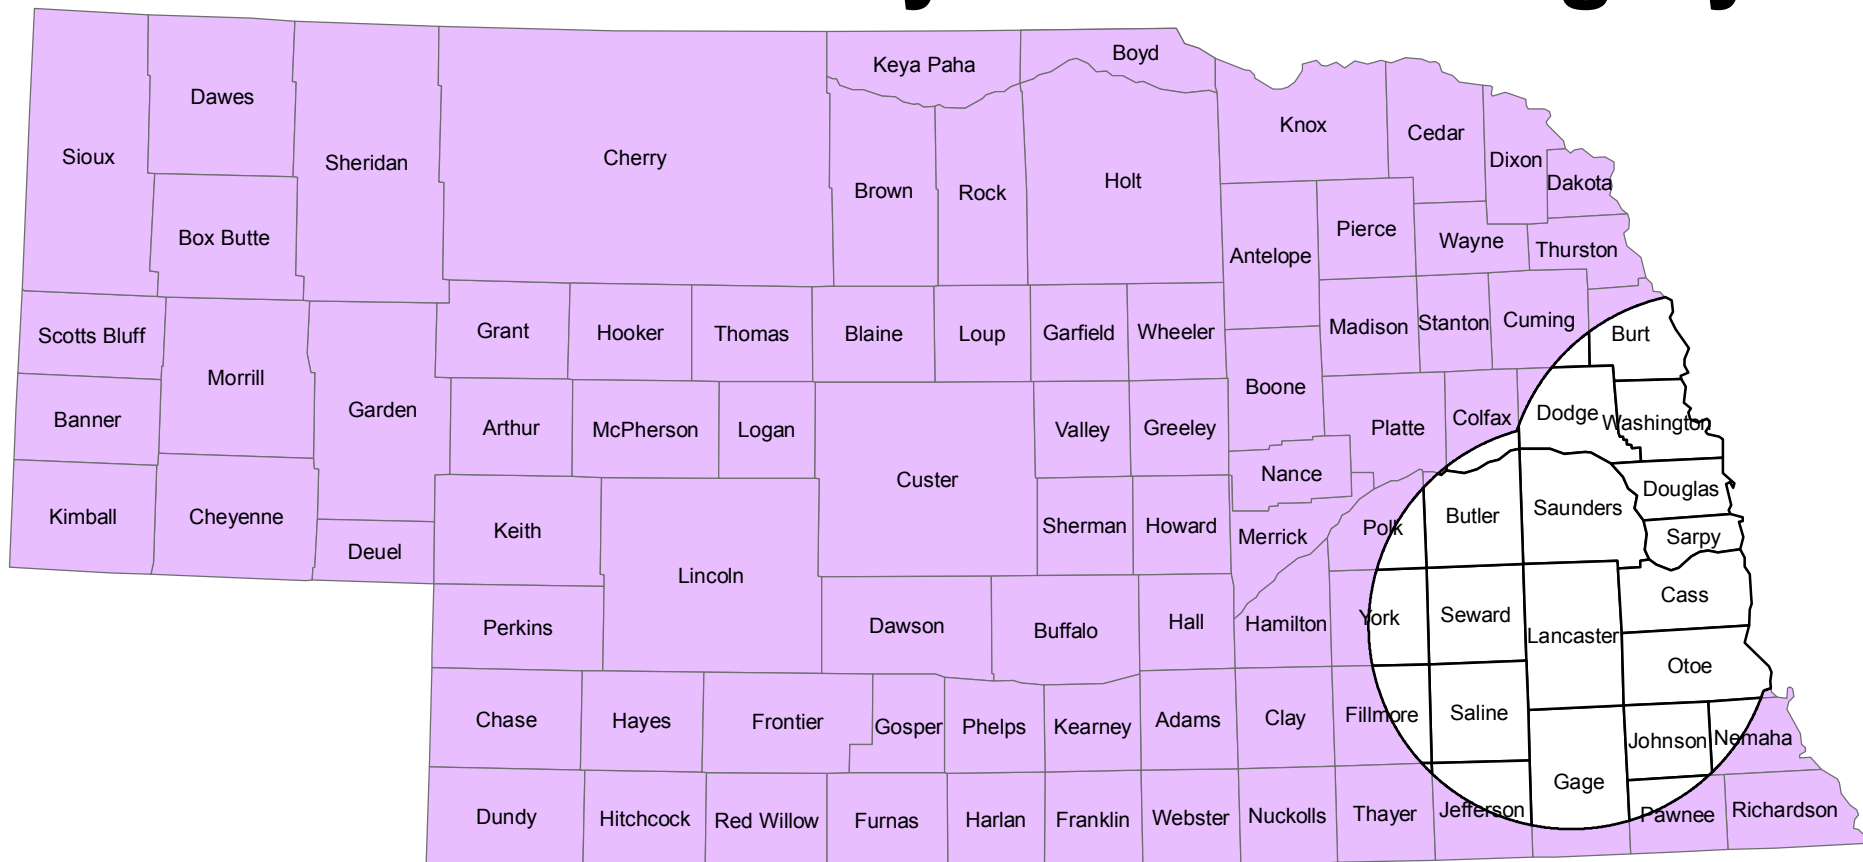 Keya Paha
Boyd
Dawes
Knox
Cedar
Sioux
Sheridan
Cherry
Dixon
Brown
Rock
Holt
Dakota
Box Butte
Pierce
Wayne
Antelope
Thurston
Scotts Bluff
Grant
Hooker
Thomas
Blaine
Loup
Garfield
Wheeler
Madison
Stanton
Cuming
Burt
Morrill
Boone
Banner
Garden
Arthur
McPherson
Logan
Valley
Greeley
Platte
Colfax
Dodge
Washington
Custer
Nance
Kimball
Cheyenne
Keith
Sherman
Howard
Merrick
Polk
Butler
Saunders
Douglas
Sarpy
Deuel
Lincoln
Cass
Perkins
Dawson
Buffalo
Hall
Hamilton
York
Seward
Lancaster
Otoe
Chase
Hayes
Frontier
Gosper
Phelps
Kearney
Adams
Clay
Fillmore
Saline
Johnson
Nemaha
Gage
Dundy
Hitchcock
Red Willow
Furnas
Harlan
Franklin
Webster
Nuckolls
Thayer
Jefferson
Pawnee
Richardson